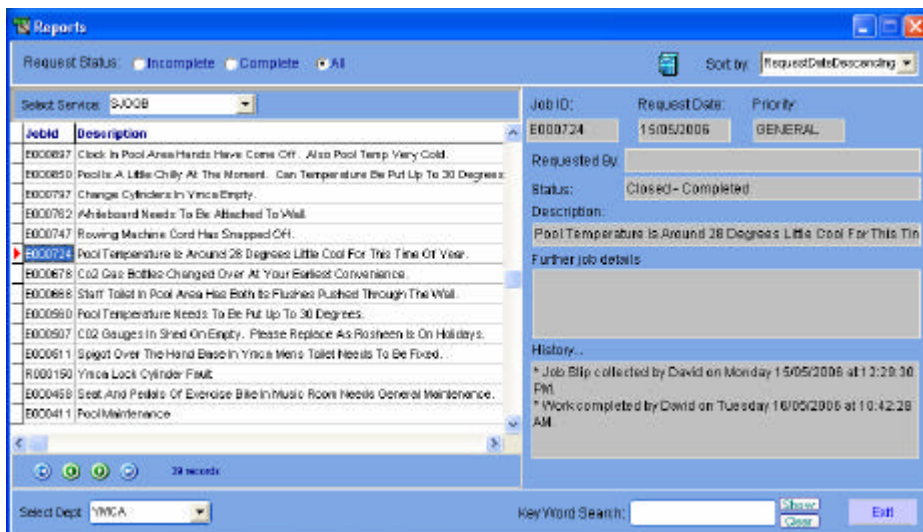 Reports
Request Status: Incomplete Complete All Sort by: RequestDateDescending
Select Service: SJOGB
JobId Description
E000897 Clock In Pool Area Hands Have Come Off. Also Pool Temp Very Cold.
E000850 Pool Is A Little Chilly At The Moment. Can Temperature Be Put Up To 30 Degrees
E000797 Change Cylinders In Ymca Empty.
E000762 Whiteboard Needs To Be Attached To Wall.
E000747 Rowing Machine Cord Has Snapped Off.
E000724 Pool Temperature Is Around 28 Degrees Little Cool For This Time Of Year.
E000678 Co2 Gas Bottles Changed Over At Your Earliest Convenience.
Staff Toilet In Pool Area Has Both Its Flushes Pushed Through The Wall.
E000560 Pool Temperature Needs To Be Put Up To 30 Degrees.
E000507 C02 Gauges In Shed On Empty. Please Replace As Rosheen Is On Holidays.
E000511 Spigot Over The Hand Base In Ymca Mens Toilet Needs To Be Fixed.
R000150 Ymca Lock Cylinder Fault
E000458 Seat And Pedals Of Exercise Bike In Music Room Needs General Maintenance.
E000411 Pool Maintenance
39 records
Select Dept YMCA
Job ID: Request Date: Priority:
E000724 15/05/2006 GENERAL
Requested By:
Status: Closed - Completed
Description:
Pool Temperature Is Around 28 Degrees Little Cool For This Tim
Further job details
History...
* Job Slip collected by David on Monday 15/05/2006 at 12:29:30
PM.
* Work completed by David on Tuesday 16/05/2006 at 10:42:28
AM.
Key Word Search: Show
Clear
Exit